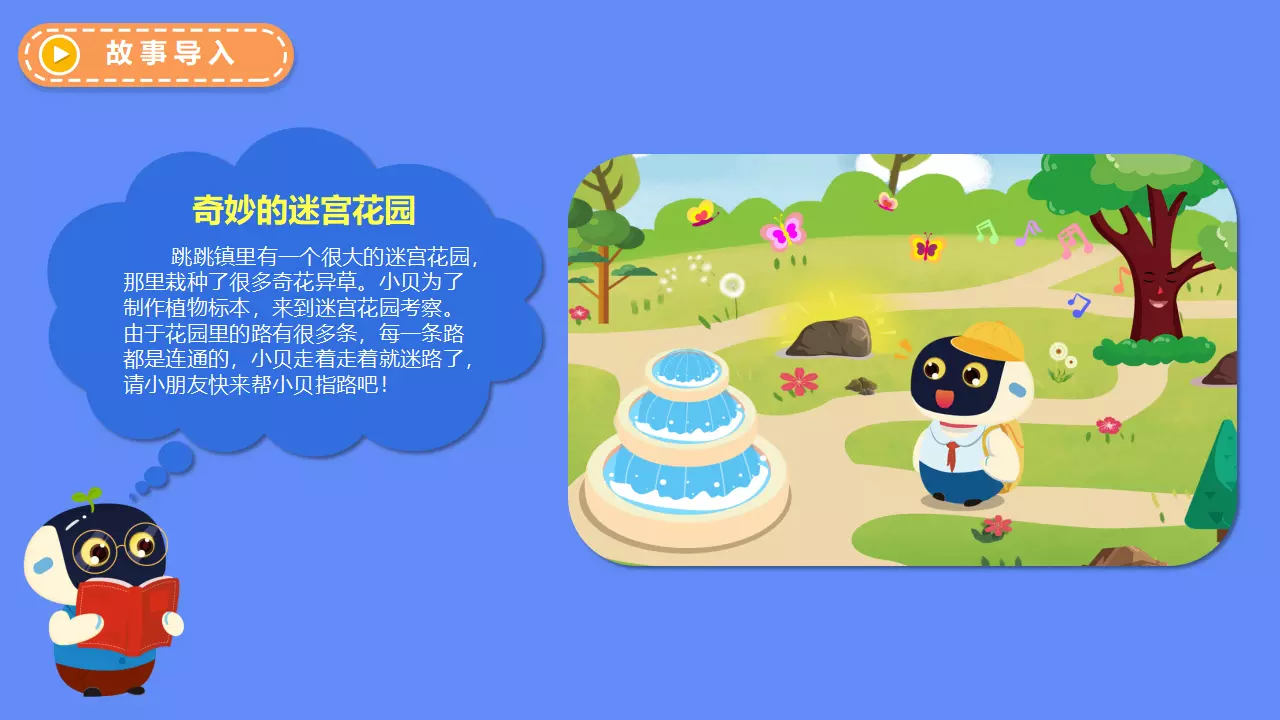 故事导入
奇妙的迷宫花园
跳跳镇里有一个很大的迷宫花园，
那里栽种了很多奇花异草。小贝为了
制作植物标本，来到迷宫花园考察。
由于花园里的路有很多条，每一条路
都是连通的，小贝走着走着就迷路了，
请小朋友快来帮小贝指路吧！